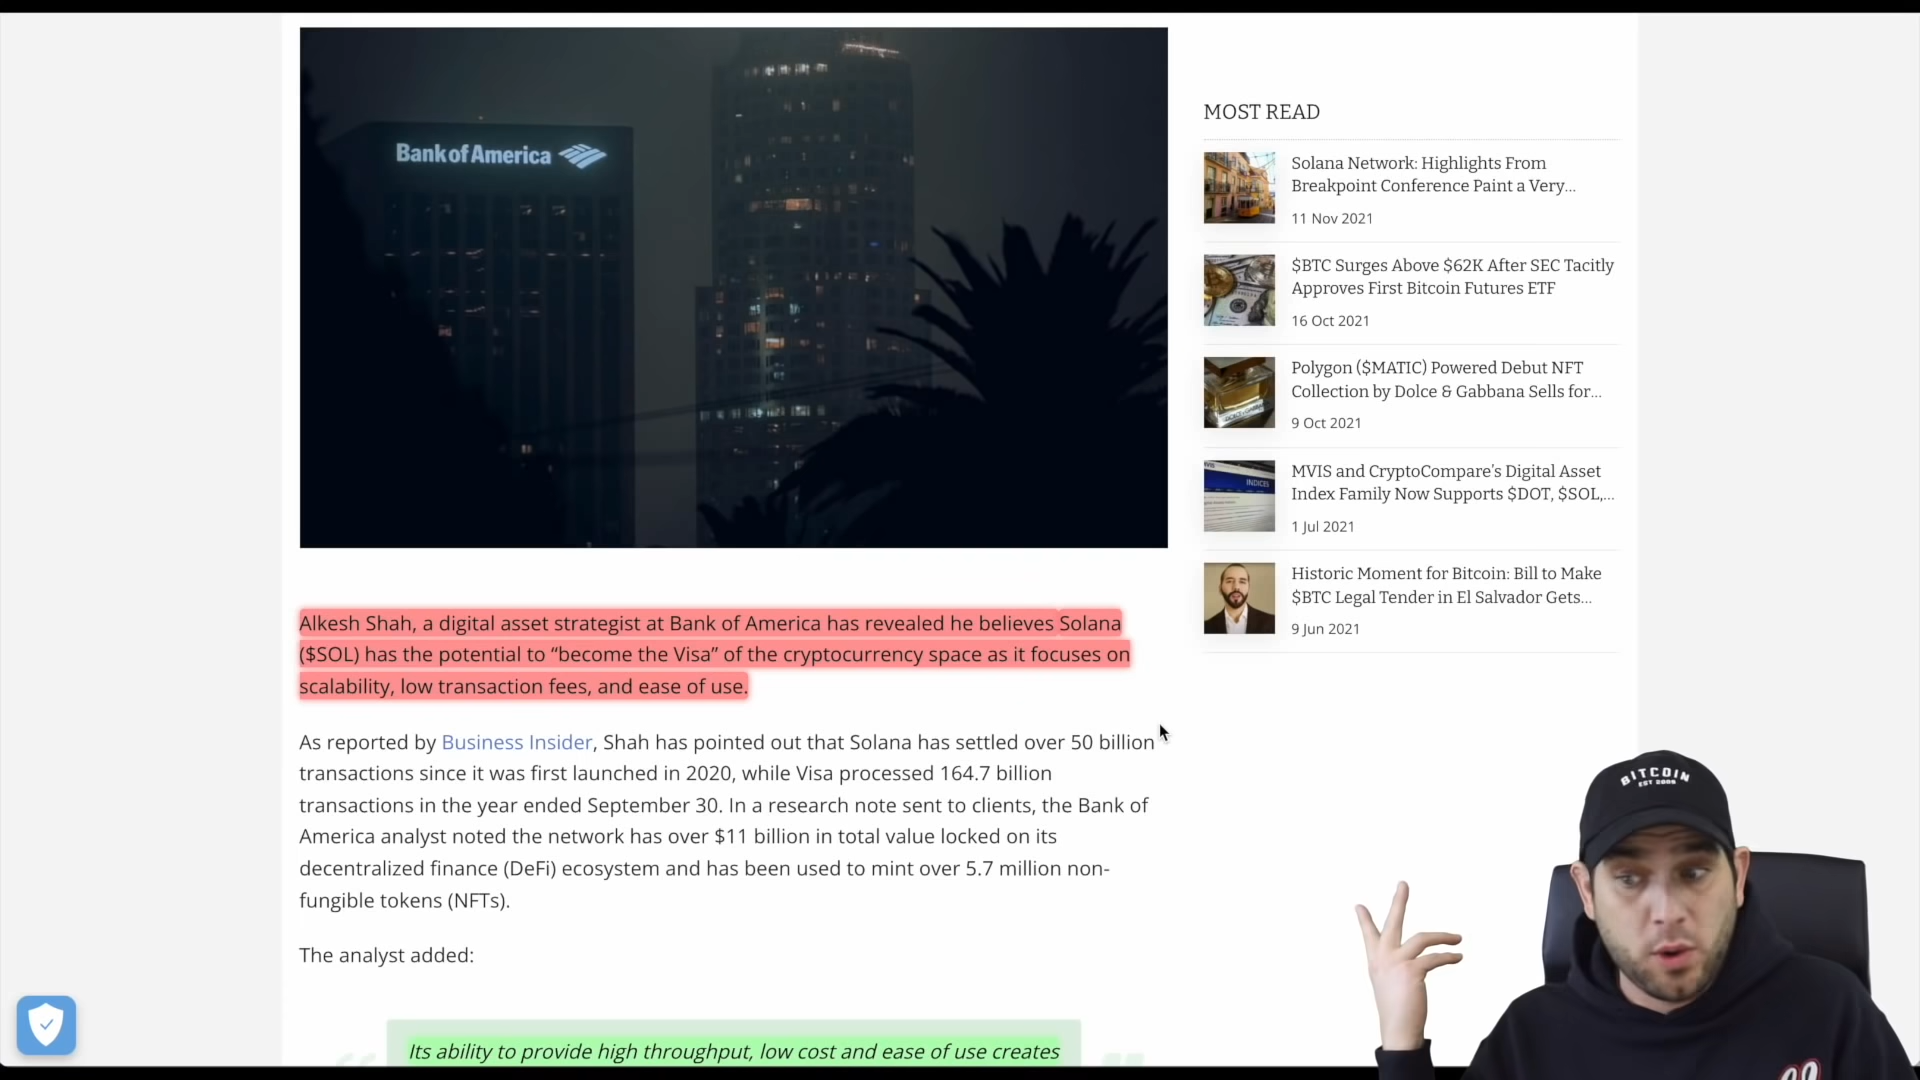 Bank of America
MOST READ
Solana Network: Highlights From
Breakpoint Conference Paint a Very...
11 Nov 2021
$BTC Surges Above $62K After SEC Tacitly
Approves First Bitcoin Futures ETF
16 Oct 2021
Polygon ($MATIC) Powered Debut NFT
Collection by Dolce & Gabbana Sells for...
9 Oct 2021
INDICES
MVIS and CryptoCompare’s Digital Asset
Index Family Now Supports $DOT, $SOL,...
1 Jul 2021
Historic Moment for Bitcoin: Bill to Make
$BTC Legal Tender in El Salvador Gets...
9 Jun 2021
Alkesh Shah, a digital asset strategist at Bank of America has revealed he believes Solana
($SOL) has the potential to “become the Visa” of the cryptocurrency space as it focuses on
scalability, low transaction fees, and ease of use.
As reported by Business Insider, Shah has pointed out that Solana has settled over 50 billion
transactions since it was first launched in 2020, while Visa processed 164.7 billion
transactions in the year ended September 30. In a research note sent to clients, the Bank of
America analyst noted the network has over $11 billion in total value locked on its
decentralized finance (DeFi) ecosystem and has been used to mint over 5.7 million non-
fungible tokens (NFTs).
The analyst added:
Its ability to provide high throughput, low cost and ease of use creates
BITCOIN
EST 2009